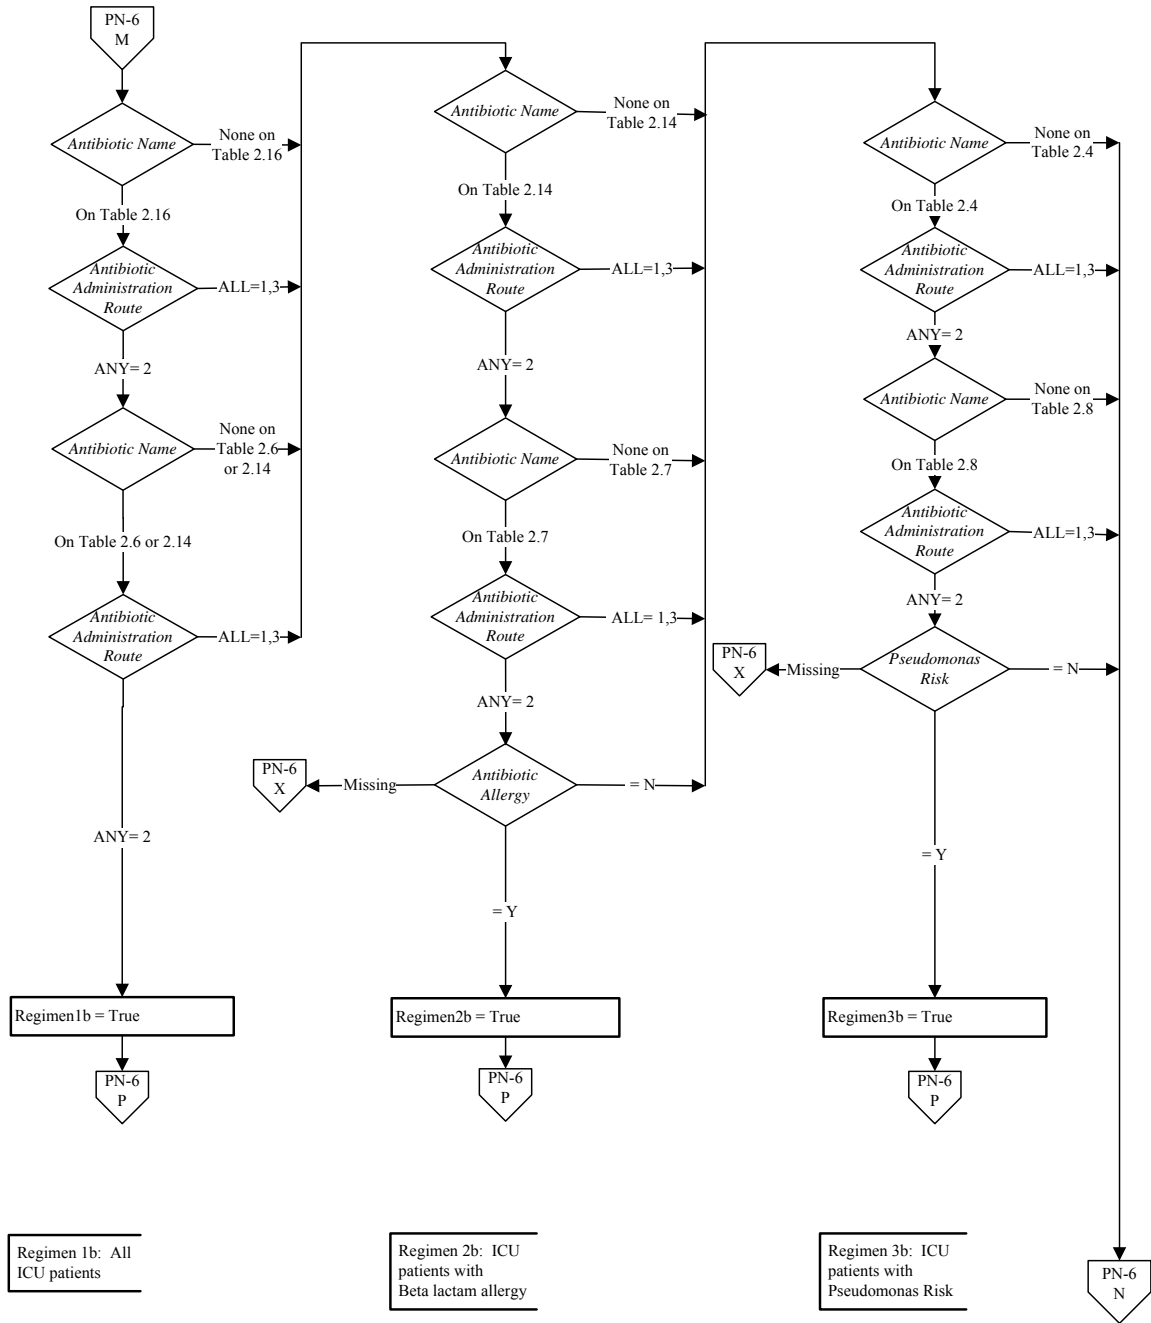 PN-6
M
Antibiotic Name
None on
Table 2.16
On Table 2.16
Antibiotic
Administration
Route
ALL=1,3
ANY= 2
Antibiotic Name
None on
Table 2.6
or 2.14
On Table 2.6 or 2.14
Antibiotic
Administration
Route
ALL=1,3
ANY= 2
Regimen1b = True
PN-6
P
Regimen 1b: All
ICU patients
Antibiotic Name
None on
Table 2.14
On Table 2.14
Antibiotic
Administration
Route
ALL=1,3
ANY= 2
Antibiotic Name
None on
Table 2.7
On Table 2.7
Antibiotic
Administration
Route
ALL= 1,3
ANY= 2
PN-6
X
Missing
Antibiotic
Allergy
= N
= Y
Regimen2b = True
PN-6
P
Regimen 2b: ICU
patients with
Beta lactam allergy
Antibiotic Name
None on
Table 2.4
On Table 2.4
Antibiotic
Administration
Route
ALL=1,3
ANY= 2
Antibiotic Name
None on
Table 2.8
On Table 2.8
Antibiotic
Administration
Route
ALL=1,3
ANY= 2
PN-6
X
Missing
Pseudomonas
Risk
= N
= Y
Regimen3b = True
PN-6
P
Regimen 3b: ICU
patients with
Pseudomonas Risk
PN-6
N